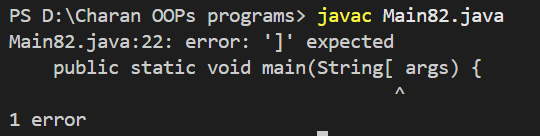 PS D:\Charan OOPs programs> javac Main82.java
Main82.java:22: error: ']' expected
    public static void main(String[ args) {
                                    ^
1 error